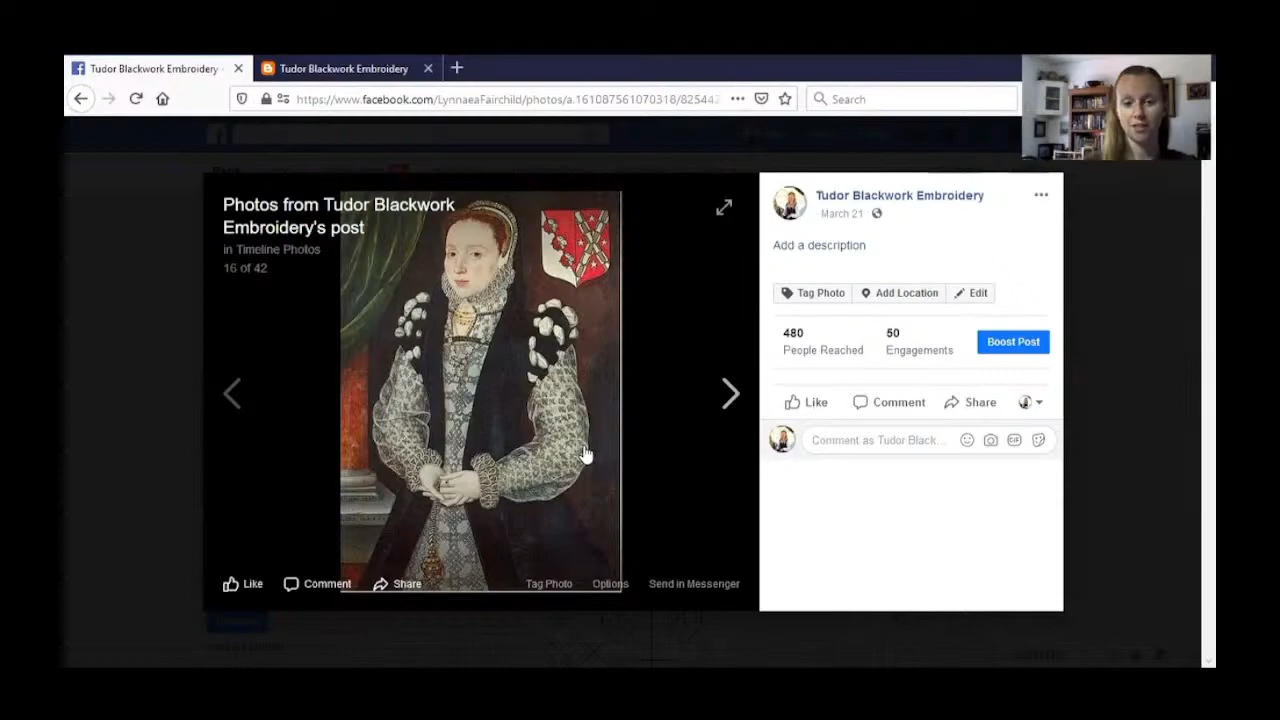 Tudor Blackwork Embroidery
Tudor Blackwork Embroidery
https://www.facebook.com/LynnaeaFairchild/photos/a.161087561070318/82544
Search
Photos from Tudor Blackwork
Embroidery's post
in Timeline Photos
16 of 42
Tudor Blackwork Embroidery
March 21
Add a description
Tag Photo
Add Location
Edit
480
50
People Reached
Engagements
Boost Post
Like
Comment
Share
Comment as Tudor Black...
GIF
Like
Comment
Share
Tag Photo
Options
Send in Messenger